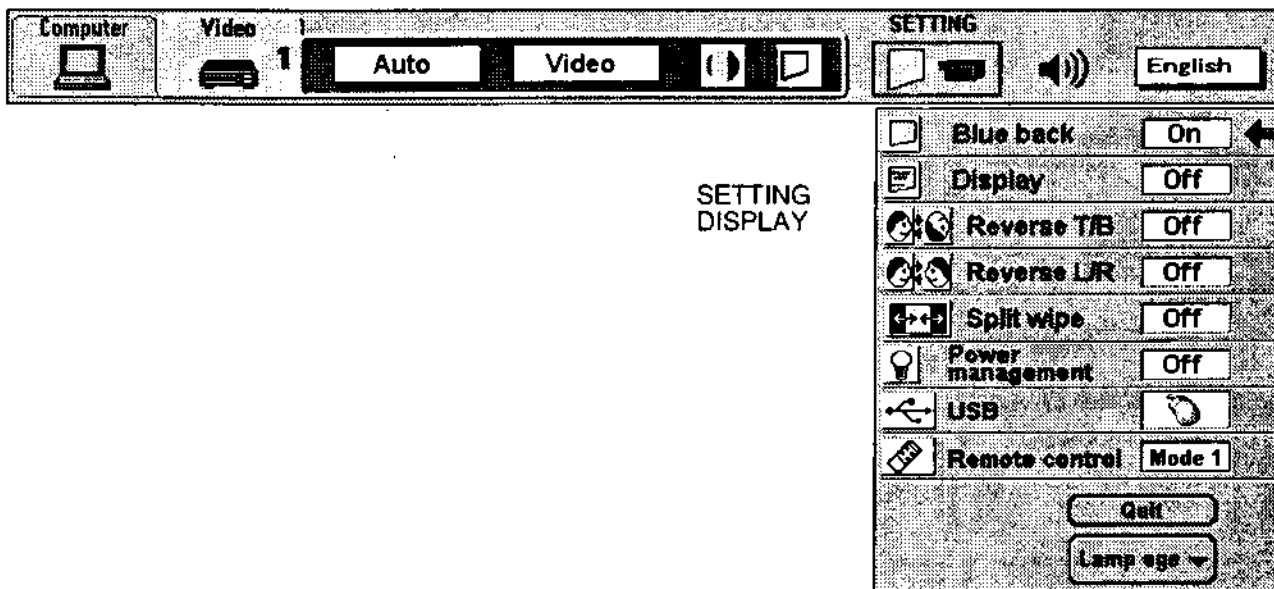 Computer Video SETTING
1 Auto Video English
Blue back On
Display Off
SETTING
DISPLAY
Reverse T/B Off
Reverse L/R Off
Split wipe Off
Power
management Off
USB
Remote control Mode 1
Quit
Lamp age